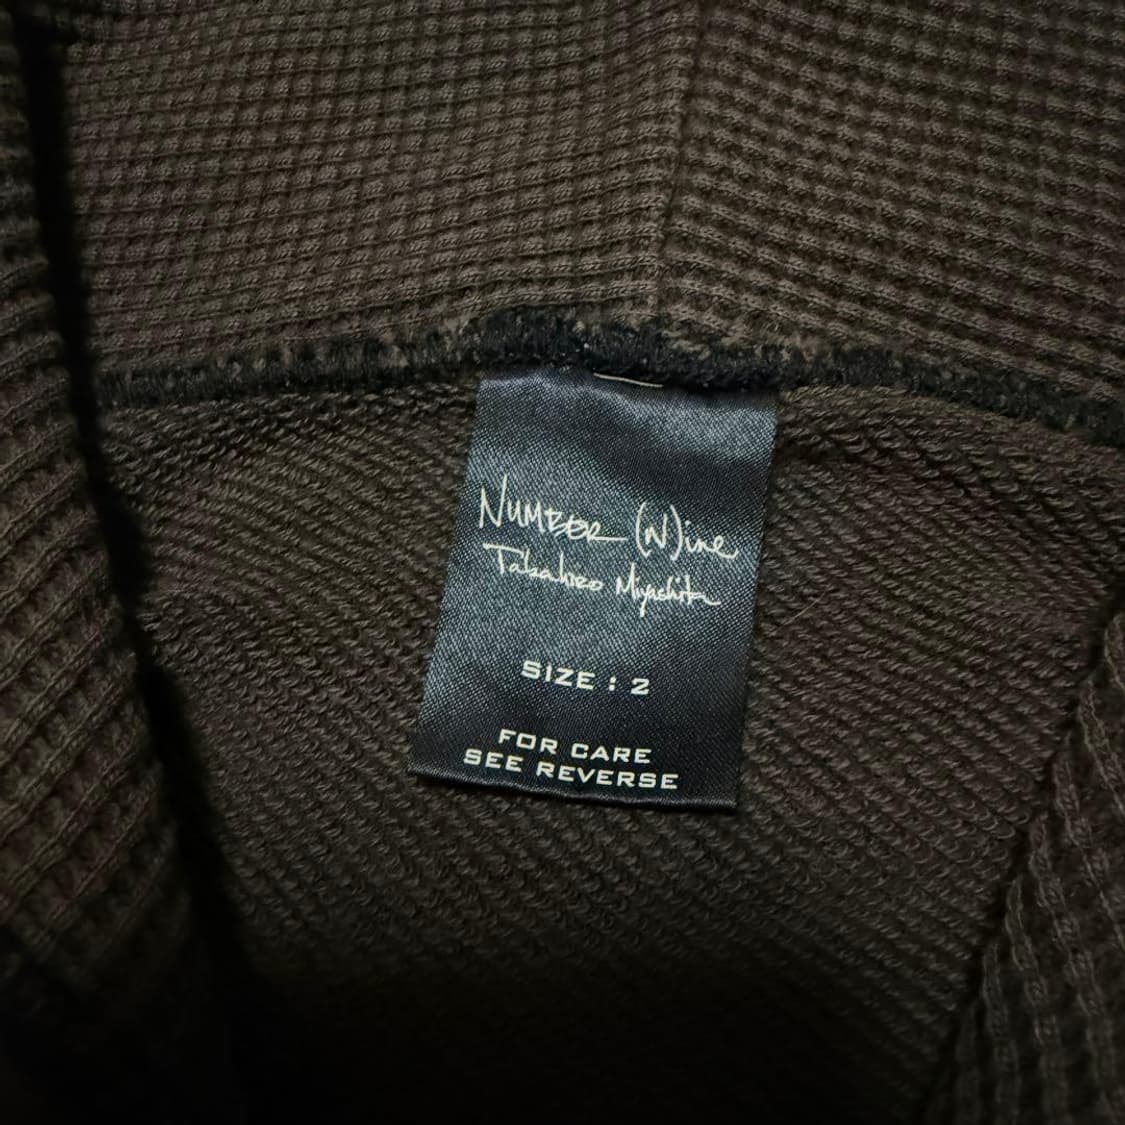 NUMBER (N)ine
Takahiro Miyashita
SIZE : 2
FOR CARE
SEE REVERSE